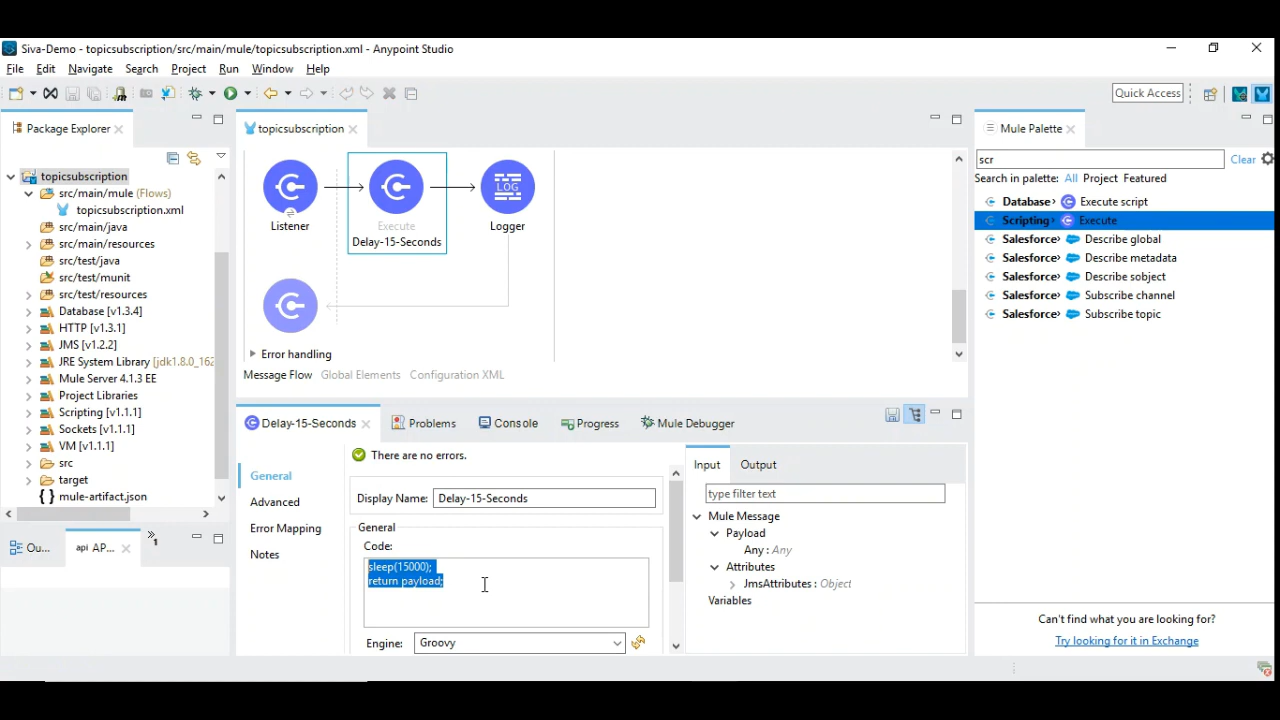 Siva-Demo - topicsubscription/src/main/mule/topicsubscription.xml - Anypoint Studio
File Edit Navigate Search Project Run Window Help
Quick Access
Package Explorer
topicsubscription
src/main/mule (Flows)
topicsubscription.xml
src/main/java
src/main/resources
src/test/java
src/test/munit
src/test/resources
Database [v1.3.4]
HTTP [v1.3.1]
JMS [v1.2.2]
JRE System Library [jdk1.8.0_162
Mule Server 4.1.3 EE
Project Libraries
Scripting [v1.1.1]
Sockets [v1.1.1]
VM [v1.1.1]
src
target
mule-artifact.json
Ou...
api AP...
1
topicsubscription
Listener
Execute
Delay-15-Seconds
LOG
Logger
Error handling
Message Flow Global Elements Configuration XML
Delay-15-Seconds Problems Console Progress Mule Debugger
General
Advanced
Error Mapping
Notes
There are no errors.
Display Name: Delay-15-Seconds
General
Code:
sleep(15000);
return payload;
Engine: Groovy
Input Output
type filter text
Mule Message
Payload
Any : Any
Attributes
JmsAttributes : Object
Variables
Mule Palette
scr
Clear
Search in palette: All Project Featured
Database> Execute script
Scripting> Execute
Salesforce> Describe global
Salesforce> Describe metadata
Salesforce> Describe sobject
Salesforce> Subscribe channel
Salesforce> Subscribe topic
Can't find what you are looking for?
Try looking for it in Exchange